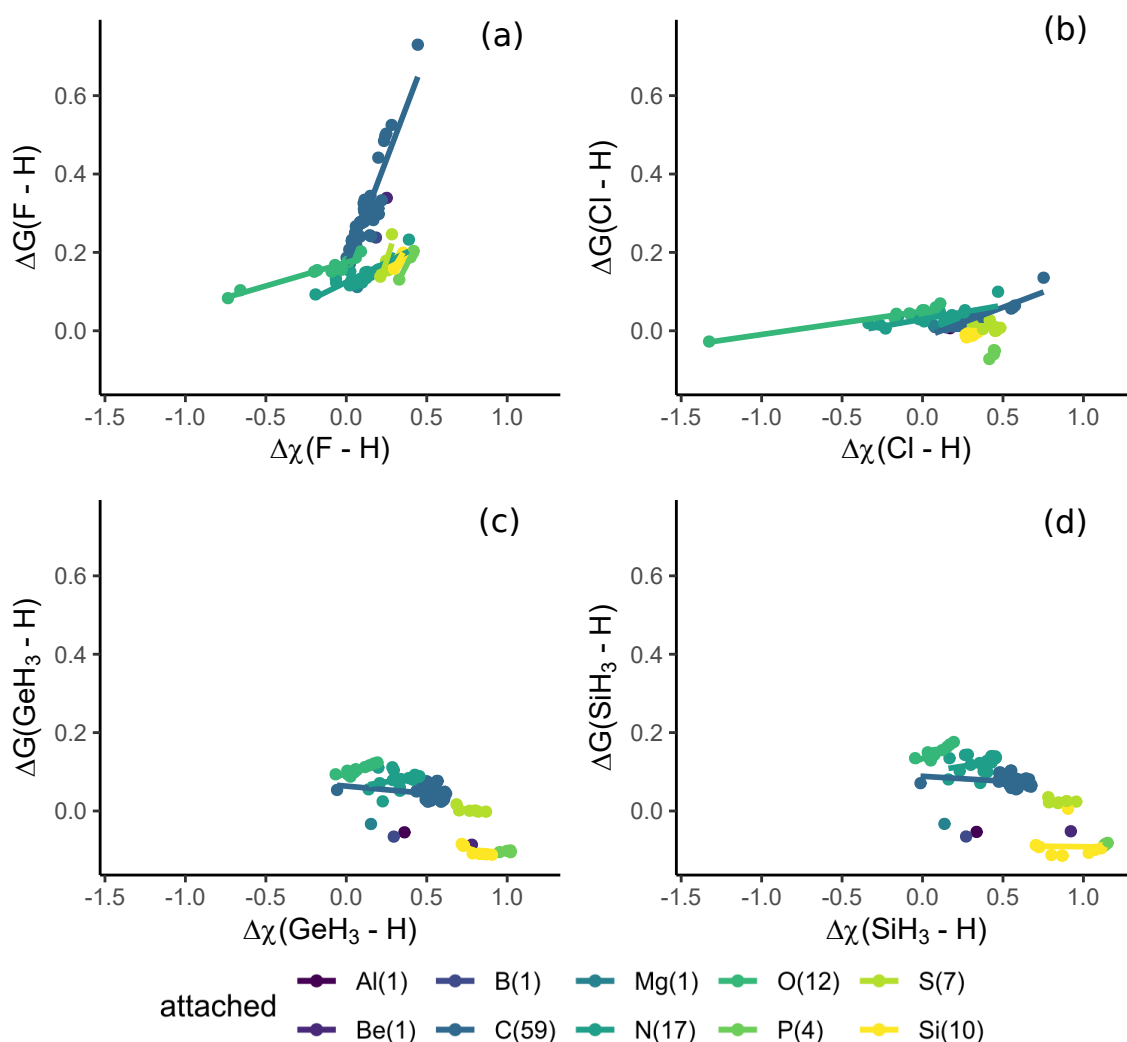 (a)
0.6
0.4
0.2
0.0
ΔG(F - H)
-1.5 -1.0 -0.5 0.0 0.5 1.0
Δχ(F - H)
(b)
0.6
0.4
0.2
0.0
ΔG(Cl - H)
-1.5 -1.0 -0.5 0.0 0.5 1.0
Δχ(Cl - H)
(c)
0.6
0.4
0.2
0.0
ΔG(GeH₃ - H)
-1.5 -1.0 -0.5 0.0 0.5 1.0
Δχ(GeH₃ - H)
(d)
0.6
0.4
0.2
0.0
ΔG(SiH₃ - H)
-1.5 -1.0 -0.5 0.0 0.5 1.0
Δχ(SiH₃ - H)
attached
Al(1) B(1) Mg(1) O(12) S(7)
Be(1) C(59) N(17) P(4) Si(10)